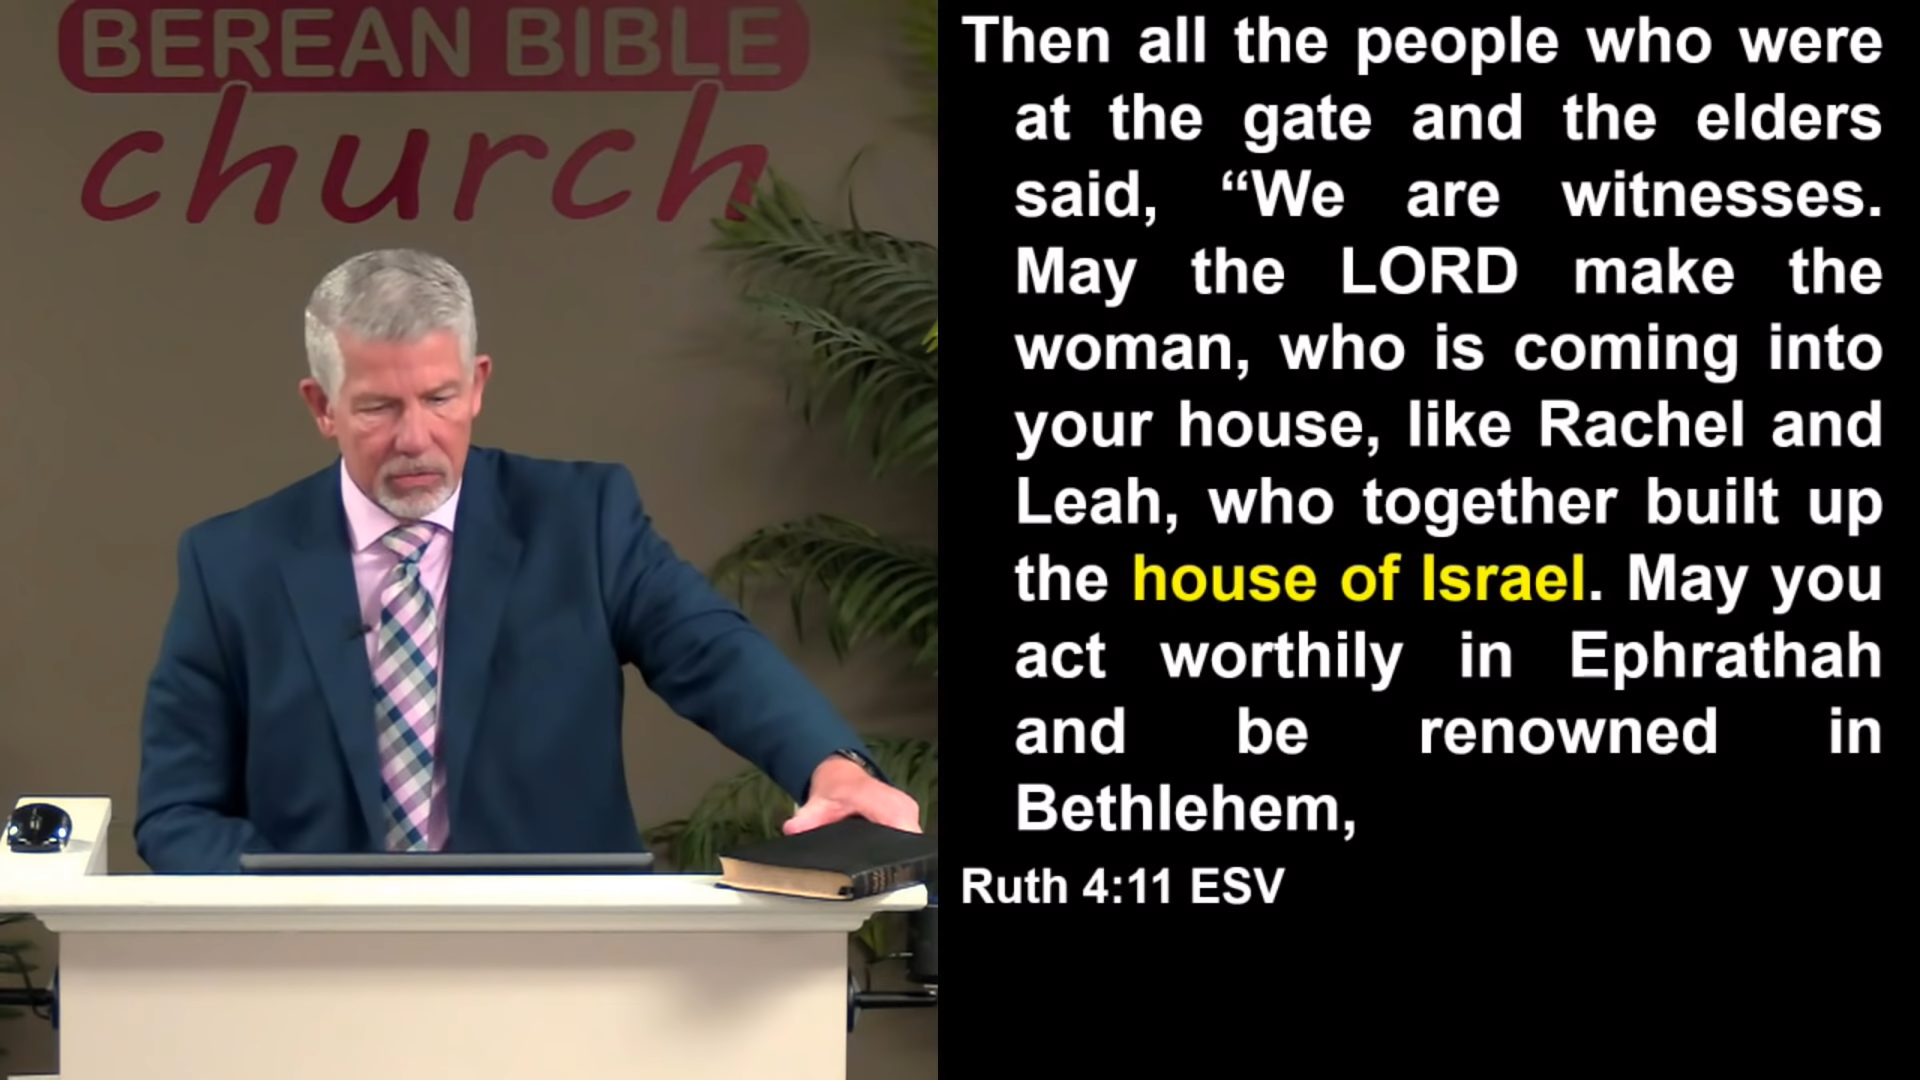 BEREAN BIBLE
church
Then all the people who were
at the gate and the elders
said, “We are witnesses.
May the LORD make the
woman, who is coming into
your house, like Rachel and
Leah, who together built up
the house of Israel. May you
act worthily in Ephrathah
and be renowned in
Bethlehem,
Ruth 4:11 ESV